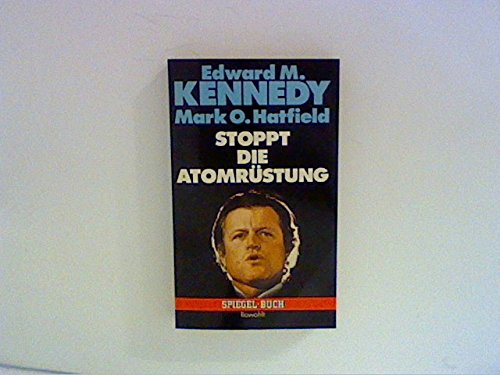 Edward M.
KENNEDY
Mark O. Hatfield
STOPPT
DIE
ATOMRÜSTUNG
SPIEGEL-BUCH
Rowohlt